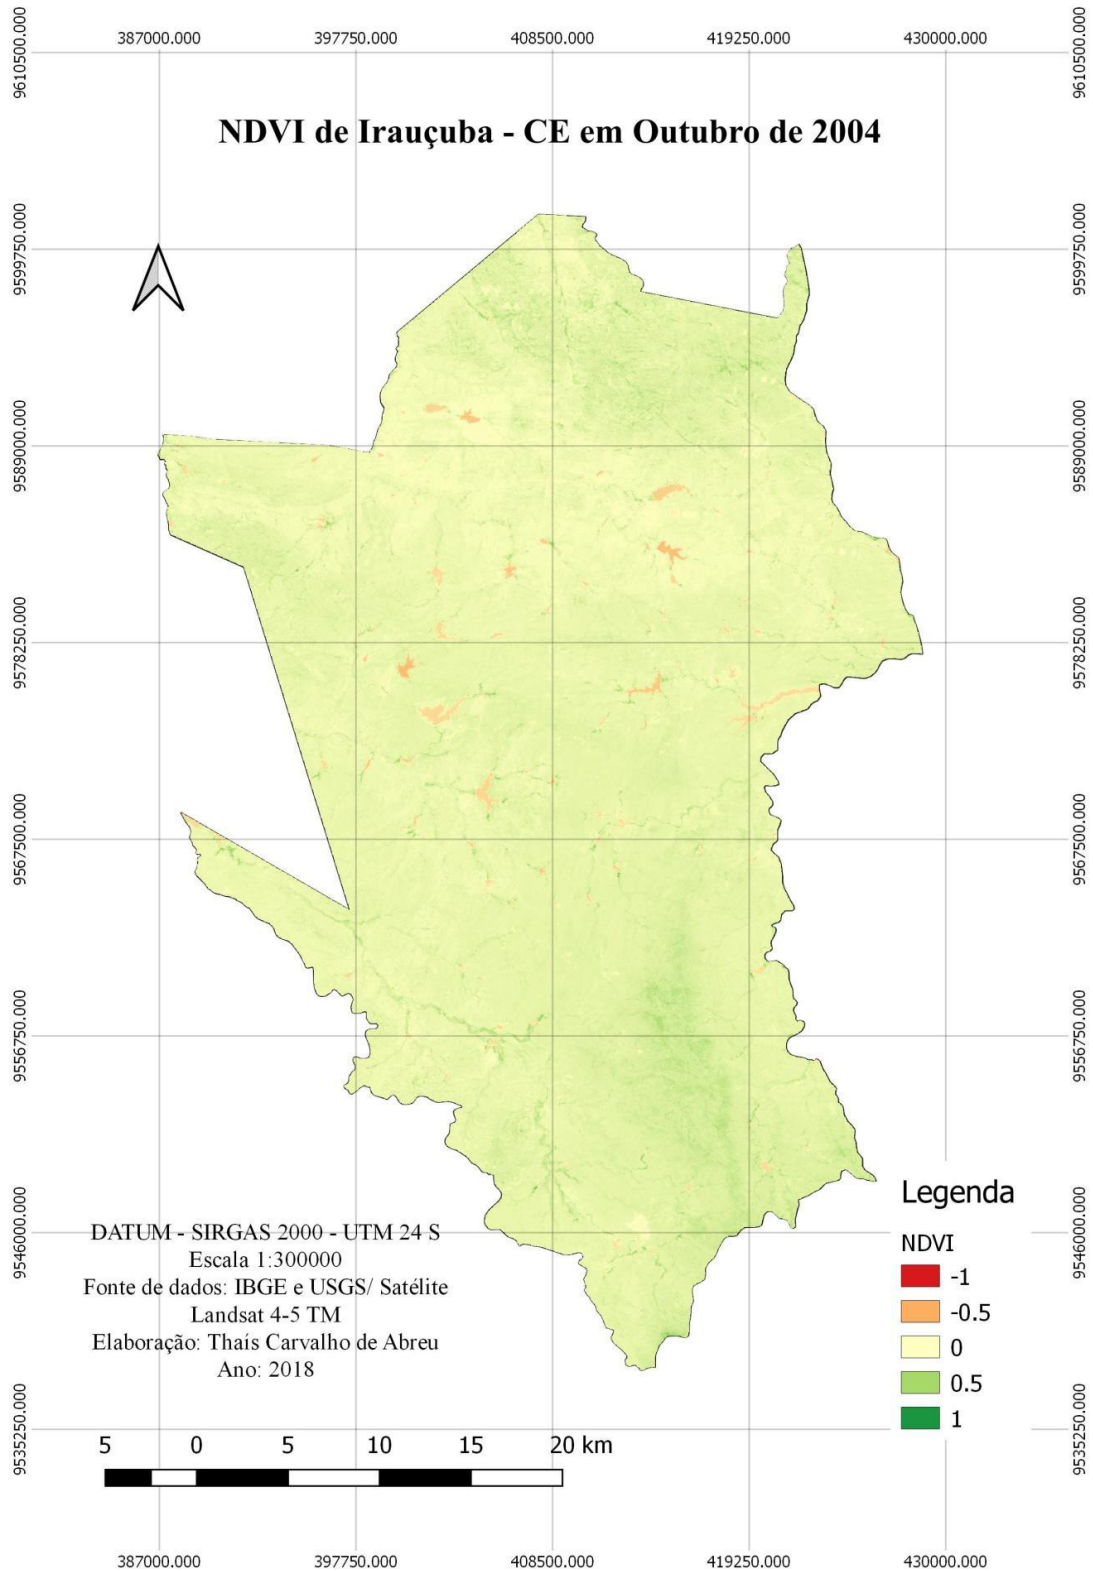 387000.000 397750.000 408500.000 419250.000 430000.000
9610500.000 9610500.000
NDVI de Irauçuba - CE em Outubro de 2004
9599750.000 9599750.000
9589000.000 9589000.000
9578250.000 9578250.000
9567500.000 9567500.000
9556750.000 9556750.000
9546000.000 9546000.000
DATUM - SIRGAS 2000 - UTM 24 S
Escala 1:300000
Fonte de dados: IBGE e USGS/ Satélite
Landsat 4-5 TM
Elaboração: Thaís Carvalho de Abreu
Ano: 2018
Legenda
NDVI
-1
-0.5
0
0.5
1
9535250.000 9535250.000
5 0 5 10 15 20 km
387000.000 397750.000 408500.000 419250.000 430000.000